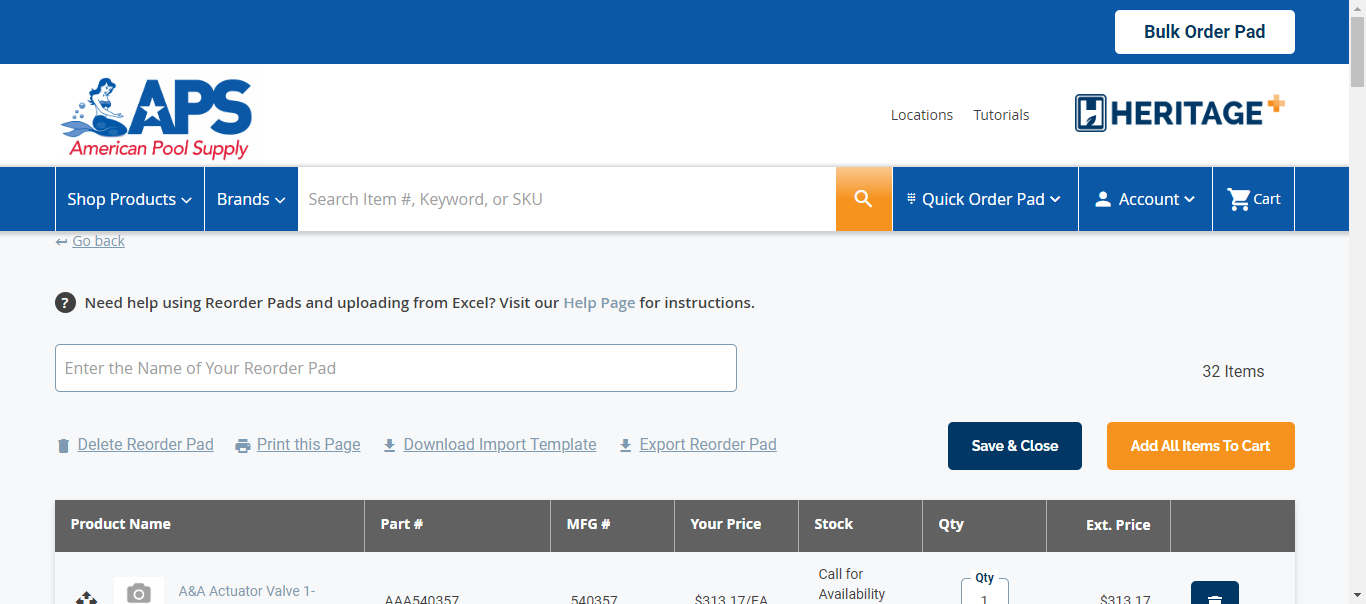 Bulk Order Pad
APS
American Pool Supply
Locations
Tutorials
HERITAGE+
Shop Products
Brands
Search Item #, Keyword, or SKU
Quick Order Pad
Account
Cart
Go back
? Need help using Reorder Pads and uploading from Excel? Visit our Help Page for instructions.
Enter the Name of Your Reorder Pad
32 Items
Delete Reorder Pad
Print this Page
Download Import Template
Export Reorder Pad
Save & Close
Add All Items To Cart
Product Name
Part #
MFG #
Your Price
Stock
Qty
Ext. Price
A&A Actuator Valve 1-
AAA540357
540357
$313.17/EA
Call for
Availability
Qty
1
$313.17